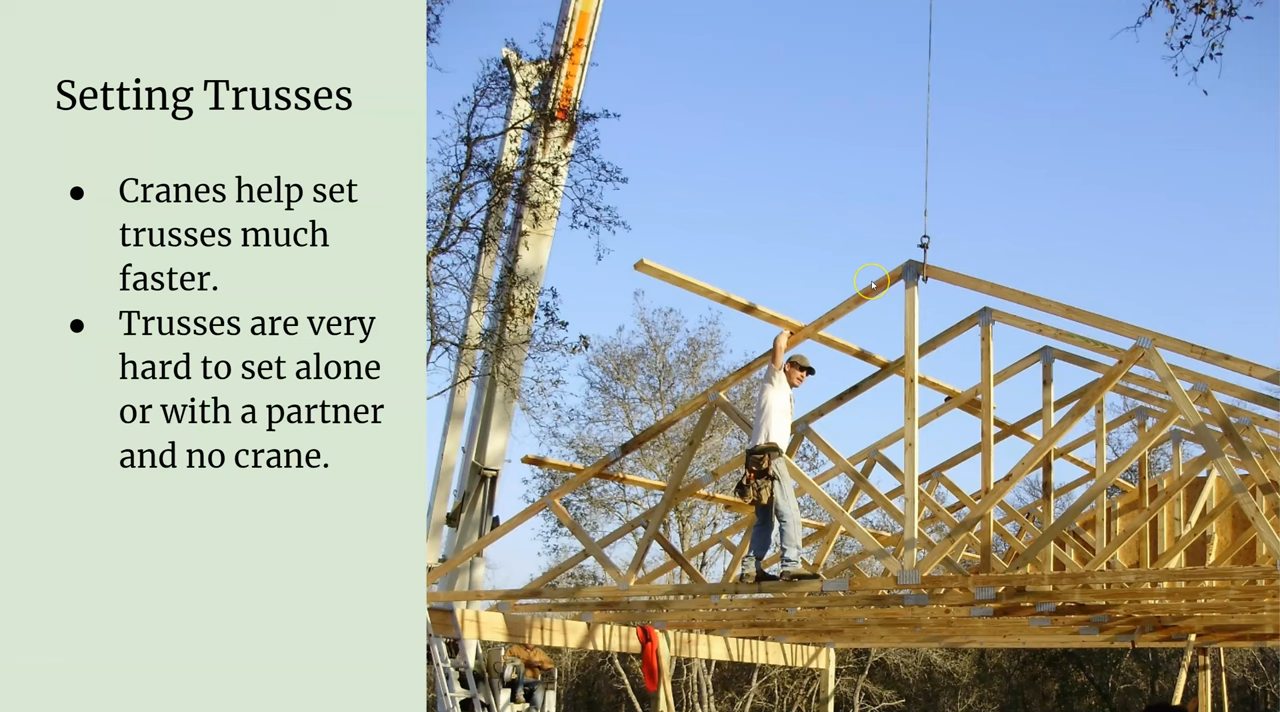 Setting Trusses
● Cranes help set
trusses much
faster.
● Trusses are very
hard to set alone
or with a partner
and no crane.